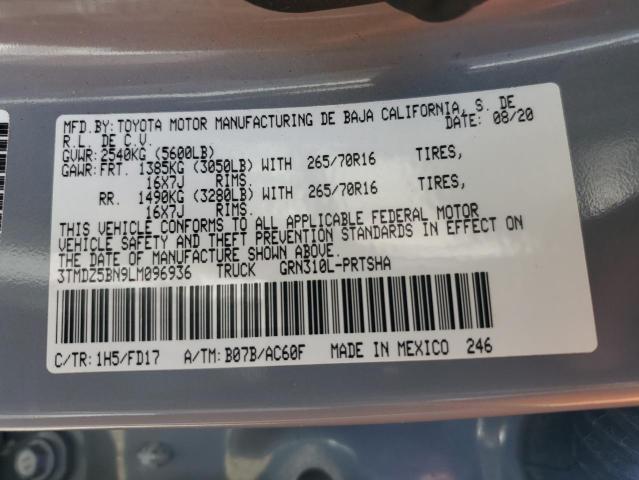 MFD.BY: TOYOTA MOTOR MANUFACTURING DE BAJA CALIFORNIA, S. DE
R.L. DE C.V. DATE: 08/20
GVWR: 2540KG (5600LB)
GAWR: FRT. 1385KG (3050LB) WITH 265/70R16 TIRES,
16X7J RIMS.
RR. 1490KG (3280LB) WITH 265/70R16 TIRES,
16X7J RIMS.
THIS VEHICLE CONFORMS TO ALL APPLICABLE FEDERAL MOTOR
VEHICLE SAFETY AND THEFT PREVENTION STANDARDS IN EFFECT ON
THE DATE OF MANUFACTURE SHOWN ABOVE.
3TMDZ5BN9LM096936 TRUCK GRN310L-PRTSHA
C/TR: 1H5/FD17 A/TM: B07B/AC60F MADE IN MEXICO 246